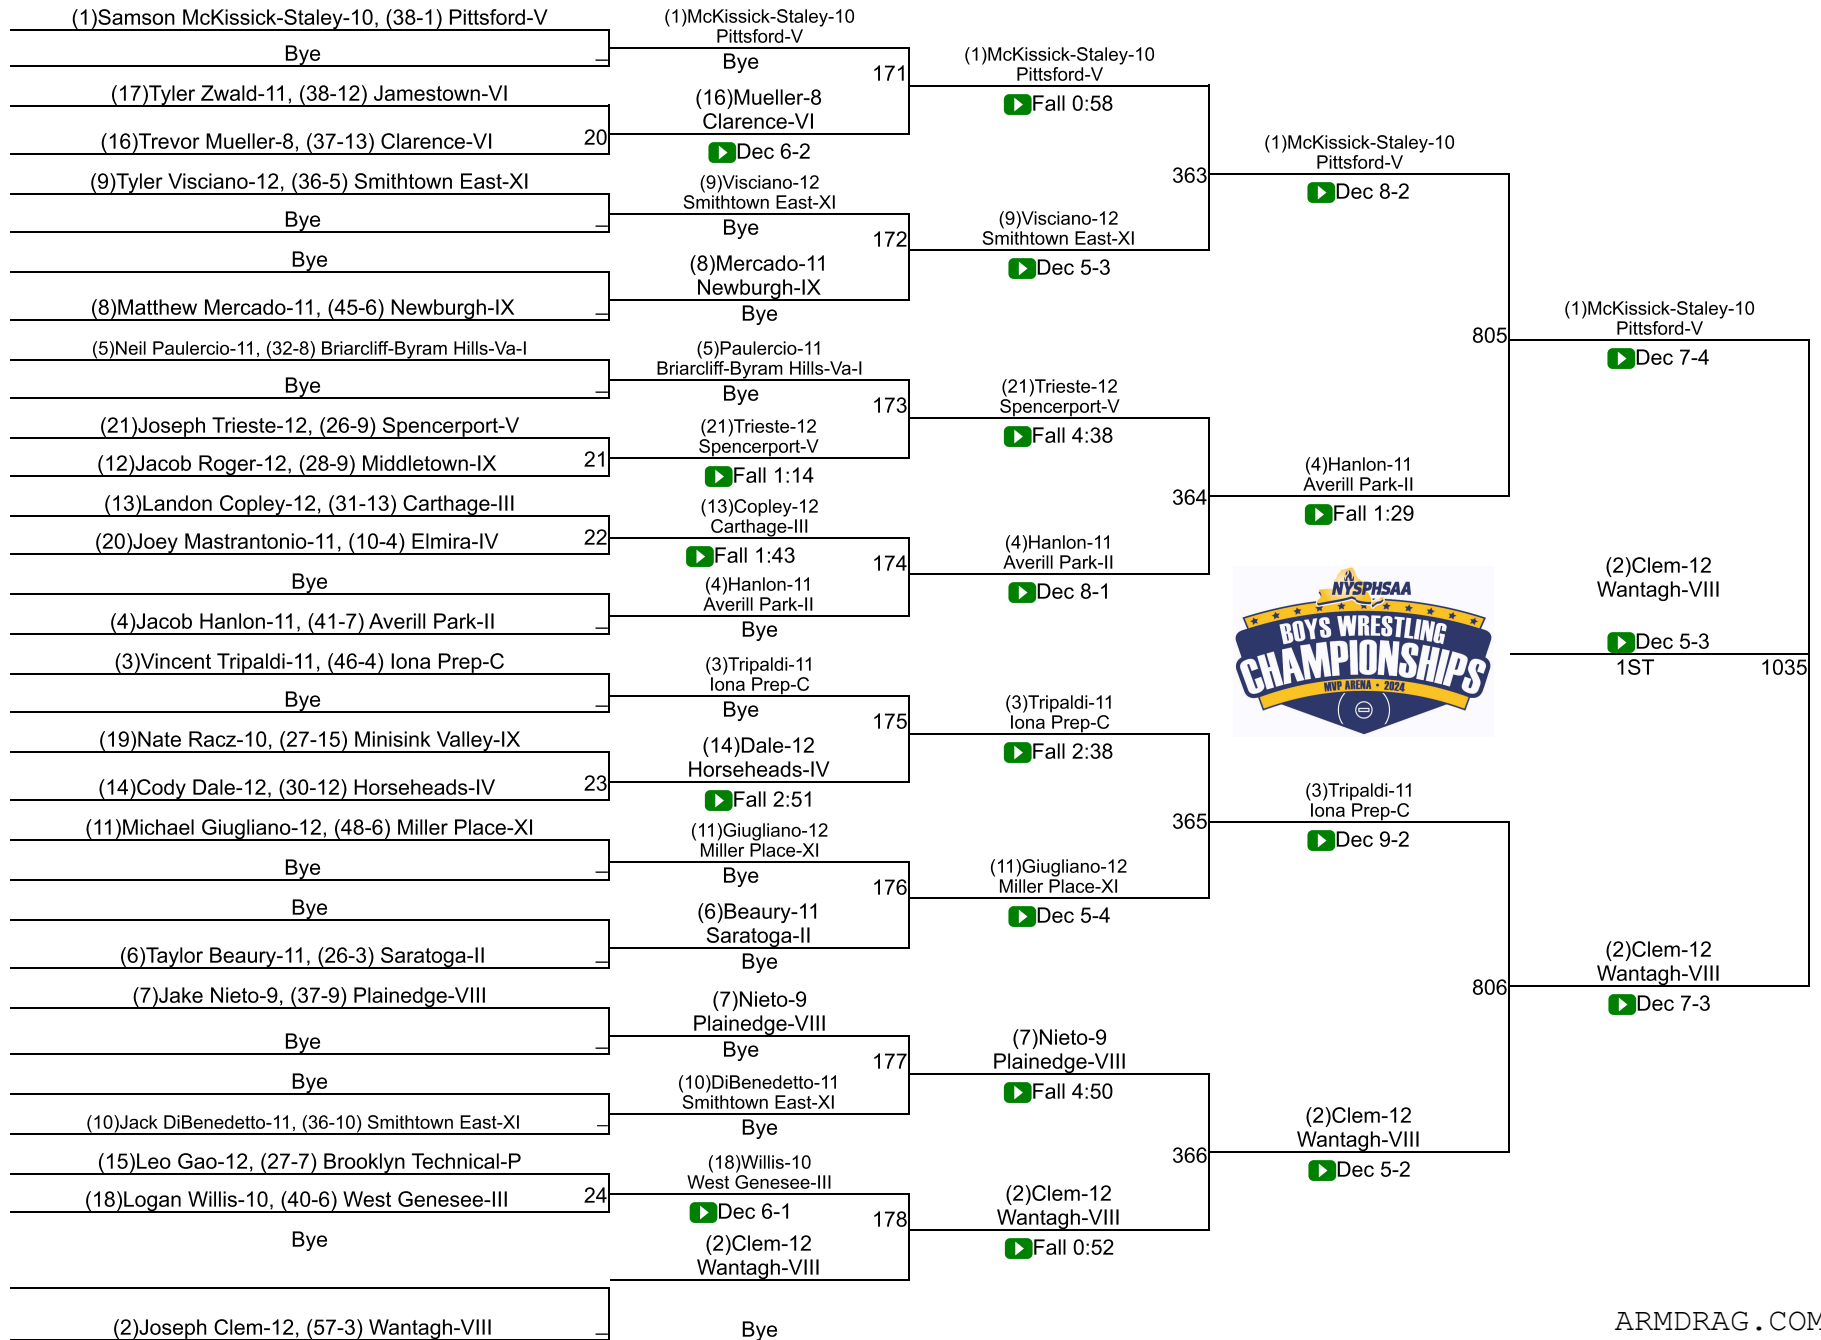 (1)Samson McKissick-Staley-10, (38-1) Pittsford-V
Bye
(17)Tyler Zwald-11, (38-12) Jamestown-VI
(16)Trevor Mueller-8, (37-13) Clarence-VI
20
(9)Tyler Visciano-12, (36-5) Smithtown East-XI
Bye
Bye
(8)Matthew Mercado-11, (45-6) Newburgh-IX
(5)Neil Paulercio-11, (32-8) Briarcliff-Byram Hills-Va-I
Bye
(21)Joseph Trieste-12, (26-9) Spencerport-V
(12)Jacob Roger-12, (28-9) Middletown-IX
21
(13)Landon Copley-12, (31-13) Carthage-III
(20)Joey Mastrantonio-11, (10-4) Elmira-IV
22
Bye
(4)Jacob Hanlon-11, (41-7) Averill Park-II
(3)Vincent Tripaldi-11, (46-4) Iona Prep-C
Bye
(19)Nate Racz-10, (27-15) Minisink Valley-IX
(14)Cody Dale-12, (30-12) Horseheads-IV
23
(11)Michael Giugliano-12, (48-6) Miller Place-XI
Bye
Bye
(6)Taylor Beaury-11, (26-3) Saratoga-II
(7)Jake Nieto-9, (37-9) Plainedge-VIII
Bye
Bye
(10)Jack DiBenedetto-11, (36-10) Smithtown East-XI
(15)Leo Gao-12, (27-7) Brooklyn Technical-P
(18)Logan Willis-10, (40-6) West Genesee-III
24
Bye
(2)Joseph Clem-12, (57-3) Wantagh-VIII
(1)McKissick-Staley-10
Pittsford-V
Bye
171
(16)Mueller-8
Clarence-VI
Dec 6-2
(9)Visciano-12
Smithtown East-XI
Bye
172
(8)Mercado-11
Newburgh-IX
Bye
(5)Paulercio-11
Briarcliff-Byram Hills-Va-I
Bye
173
(21)Trieste-12
Spencerport-V
Fall 1:14
(13)Copley-12
Carthage-III
Fall 1:43
174
(4)Hanlon-11
Averill Park-II
Bye
(3)Tripaldi-11
Iona Prep-C
Bye
175
(14)Dale-12
Horseheads-IV
Fall 2:51
(11)Giugliano-12
Miller Place-XI
Bye
176
(6)Beaury-11
Saratoga-II
Bye
(7)Nieto-9
Plainedge-VIII
Bye
177
(10)DiBenedetto-11
Smithtown East-XI
Bye
(18)Willis-10
West Genesee-III
Dec 6-1
178
(2)Clem-12
Wantagh-VIII
Bye
(1)McKissick-Staley-10
Pittsford-V
Fall 0:58
363
(9)Visciano-12
Smithtown East-XI
Dec 5-3
(21)Trieste-12
Spencerport-V
Fall 4:38
364
(4)Hanlon-11
Averill Park-II
Dec 8-1
(3)Tripaldi-11
Iona Prep-C
Fall 2:38
365
(11)Giugliano-12
Miller Place-XI
Dec 5-4
(7)Nieto-9
Plainedge-VIII
Fall 4:50
366
(2)Clem-12
Wantagh-VIII
Fall 0:52
(1)McKissick-Staley-10
Pittsford-V
Dec 8-2
805
(4)Hanlon-11
Averill Park-II
Fall 1:29
NYSPHSAA
BOYS WRESTLING
CHAMPIONSHIPS
MVP ARENA • 2024
(3)Tripaldi-11
Iona Prep-C
Dec 9-2
806
(2)Clem-12
Wantagh-VIII
Dec 5-2
(1)McKissick-Staley-10
Pittsford-V
Dec 7-4
(2)Clem-12
Wantagh-VIII
Dec 5-3
1ST
1035
(2)Clem-12
Wantagh-VIII
Dec 7-3
ARMDRAG.COM